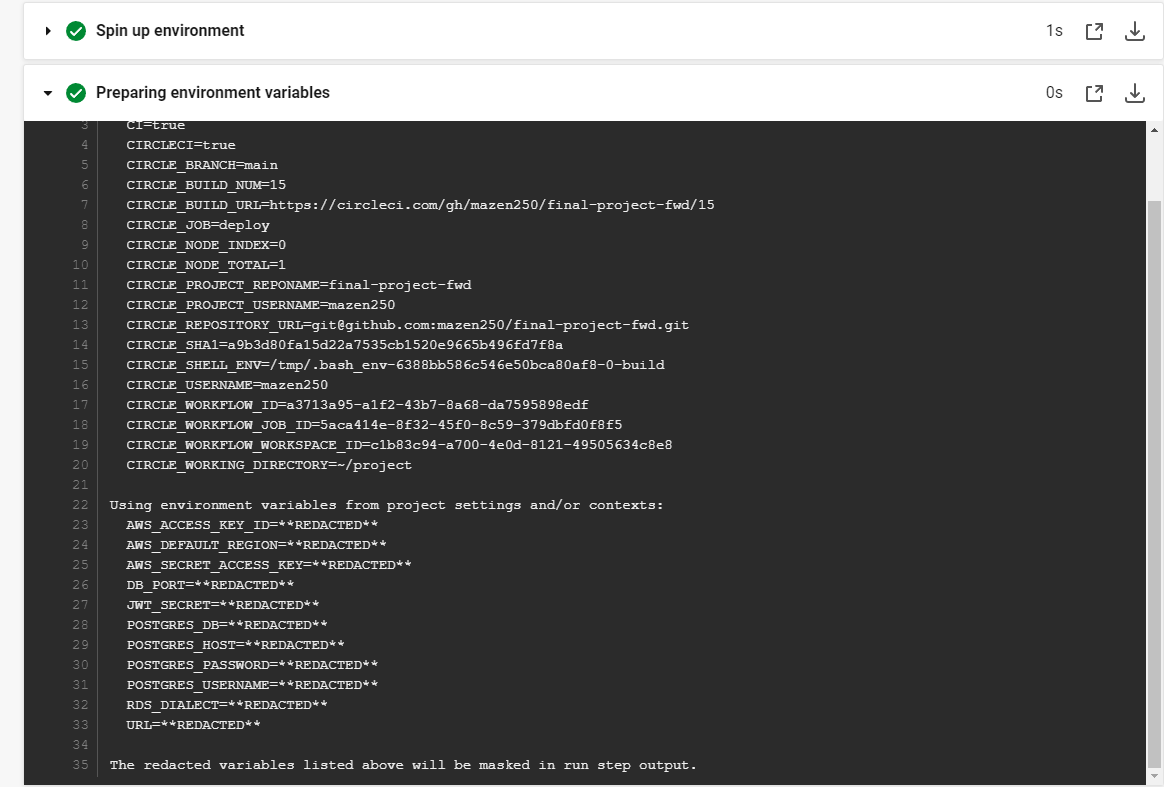 Spin up environment 1s
Preparing environment variables 0s
3 CI=true
4 CIRCLECI=true
5 CIRCLE_BRANCH=main
6 CIRCLE_BUILD_NUM=15
7 CIRCLE_BUILD_URL=https://circleci.com/gh/mazen250/final-project-fwd/15
8 CIRCLE_JOB=deploy
9 CIRCLE_NODE_INDEX=0
10 CIRCLE_NODE_TOTAL=1
11 CIRCLE_PROJECT_REPONAME=final-project-fwd
12 CIRCLE_PROJECT_USERNAME=mazen250
13 CIRCLE_REPOSITORY_URL=git@github.com:mazen250/final-project-fwd.git
14 CIRCLE_SHA1=a9b3d80fa15d22a7535cb1520e9665b496fd7f8a
15 CIRCLE_SHELL_ENV=/tmp/.bash_env-6388bb586c546e50bca80af8-0-build
16 CIRCLE_USERNAME=mazen250
17 CIRCLE_WORKFLOW_ID=a3713a95-a1f2-43b7-8a68-da7595898edf
18 CIRCLE_WORKFLOW_JOB_ID=5aca414e-8f32-45f0-8c59-379dbfd0f8f5
19 CIRCLE_WORKFLOW_WORKSPACE_ID=c1b83c94-a700-4e0d-8121-49505634c8e8
20 CIRCLE_WORKING_DIRECTORY=~/project
21
22 Using environment variables from project settings and/or contexts:
23 AWS_ACCESS_KEY_ID=**REDACTED**
24 AWS_DEFAULT_REGION=**REDACTED**
25 AWS_SECRET_ACCESS_KEY=**REDACTED**
26 DB_PORT=**REDACTED**
27 JWT_SECRET=**REDACTED**
28 POSTGRES_DB=**REDACTED**
29 POSTGRES_HOST=**REDACTED**
30 POSTGRES_PASSWORD=**REDACTED**
31 POSTGRES_USERNAME=**REDACTED**
32 RDS_DIALECT=**REDACTED**
33 URL=**REDACTED**
34
35 The redacted variables listed above will be masked in run step output.